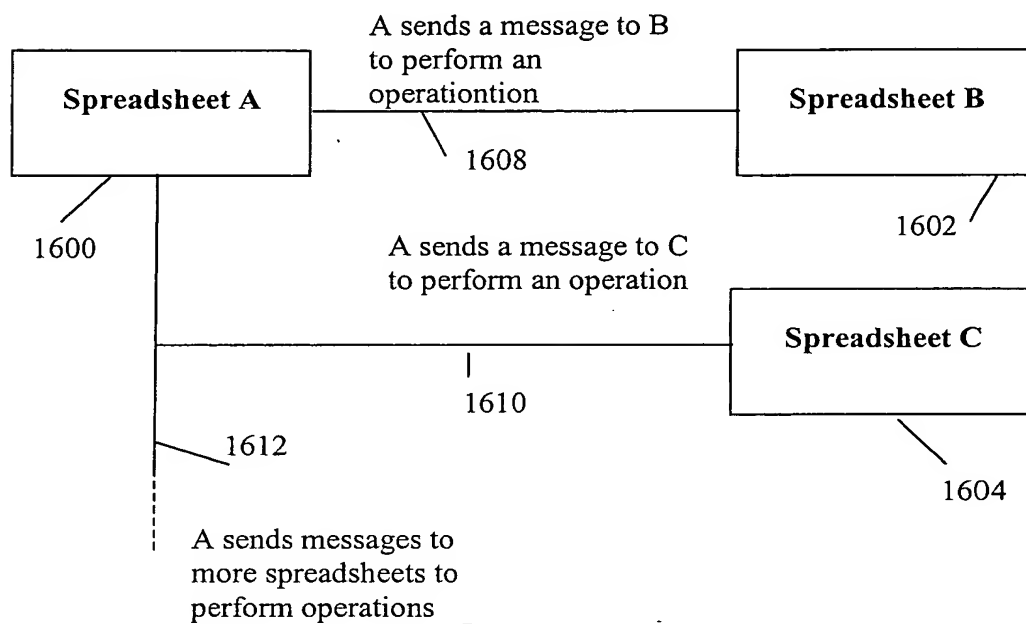 A sends a message to B
to perform an
operationtion
Spreadsheet A
Spreadsheet B
1608
1600
1602
A sends a message to C
to perform an operation
Spreadsheet C
1610
1612
1604
A sends messages to
more spreadsheets to
perform operations